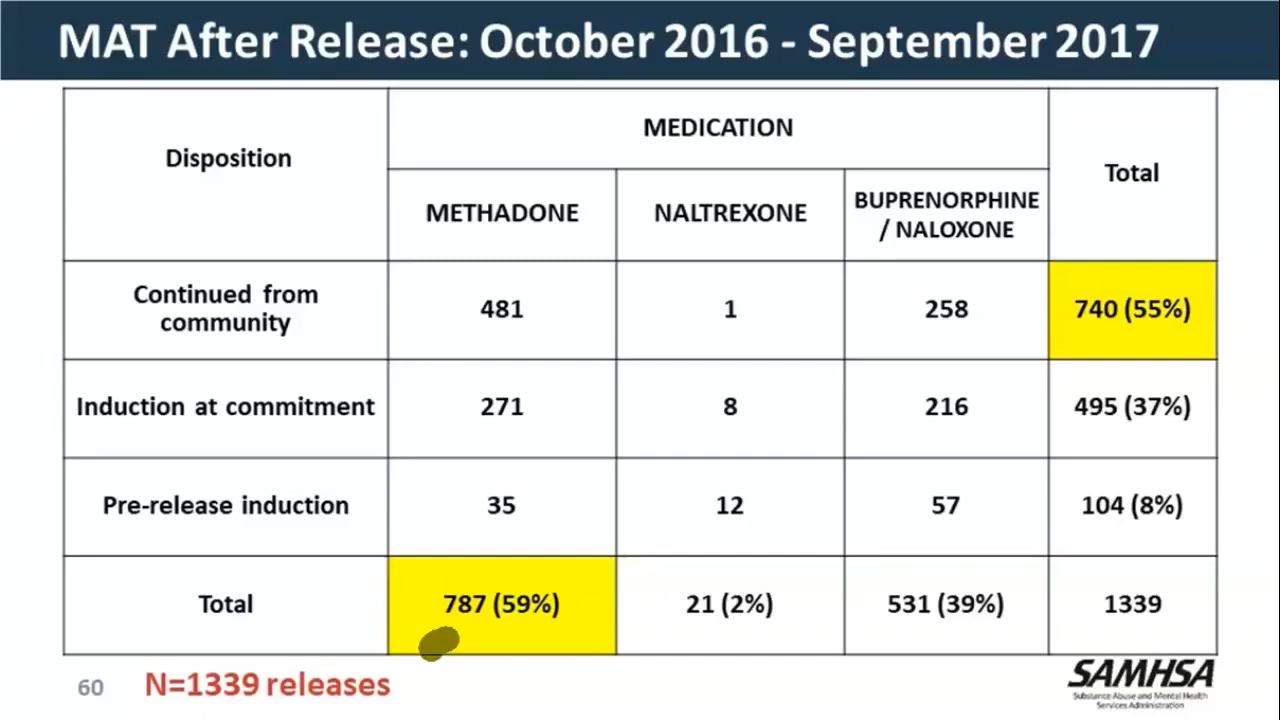 MAT After Release: October 2016 - September 2017
Disposition
MEDICATION
Total
METHADONE
NALTREXONE
BUPRENORPHINE
/ NALOXONE
Continued from
community
481
1
258
740 (55%)
Induction at commitment
271
8
216
495 (37%)
Pre-release induction
35
12
57
104 (8%)
Total
787 (59%)
21 (2%)
531 (39%)
1339
60
N=1339 releases
SAMHSA
Substance Abuse and Mental Health
Services Administration